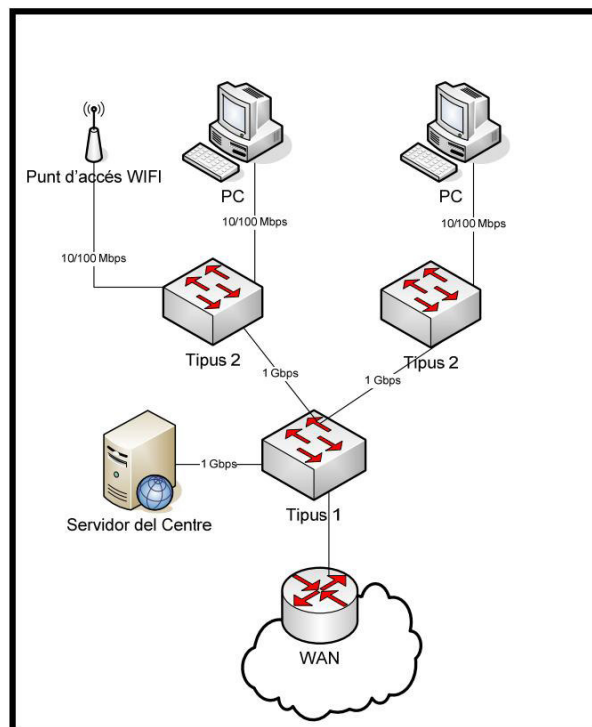 Punt d'accés WIFI
PC
PC
10/100 Mbps
10/100 Mbps
10/100 Mbps
Tipus 2
Tipus 2
1 Gbps
1 Gbps
1 Gbps
Servidor del Centre
Tipus 1
WAN